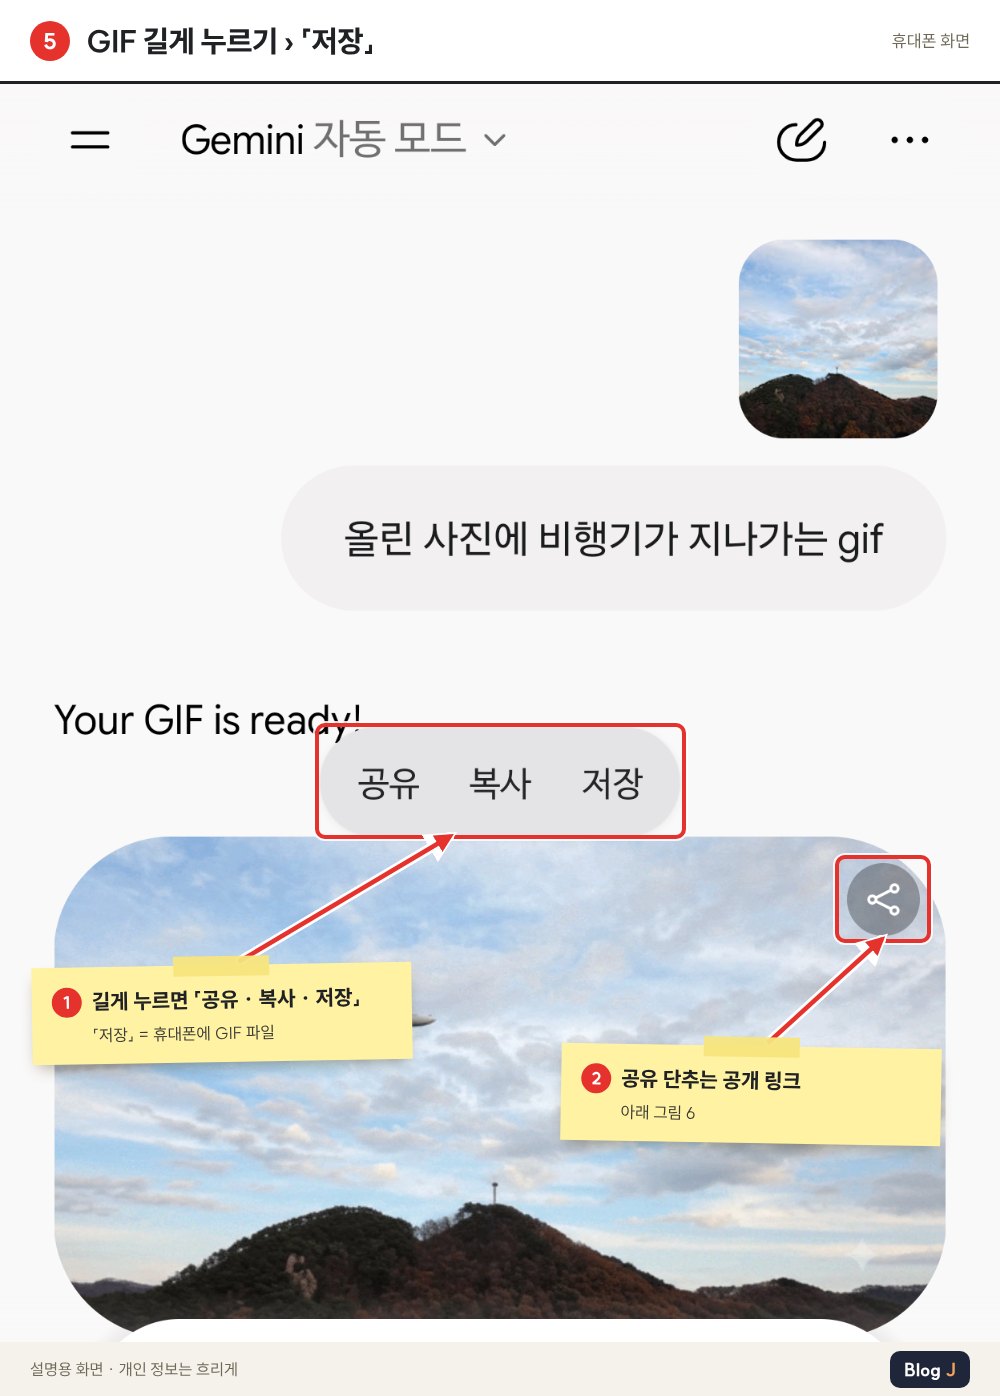 5 GIF 길게 누르기 › 「저장」
휴대폰 화면
Gemini 자동 모드
올린 사진에 비행기가 지나가는 gif
Your GIF is ready!
공유 복사 저장
1 길게 누르면 「공유 · 복사 · 저장」
「저장」 = 휴대폰에 GIF 파일
2 공유 단추는 공개 링크
아래 그림 6
설명용 화면 · 개인 정보는 흐리게
Blog J